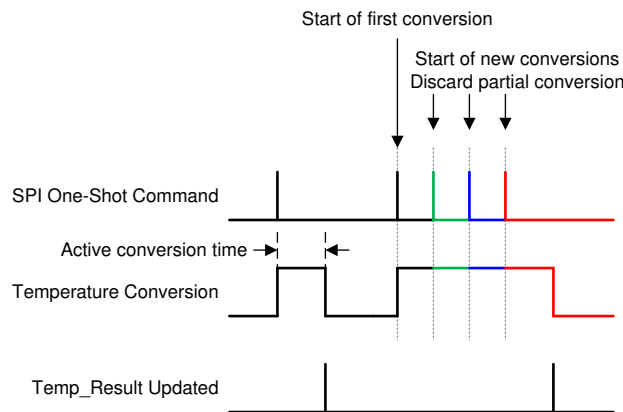 Start of first conversion
Start of new conversions
Discard partial conversion
SPI One-Shot Command
Active conversion time
Temperature Conversion
Temp_Result Updated